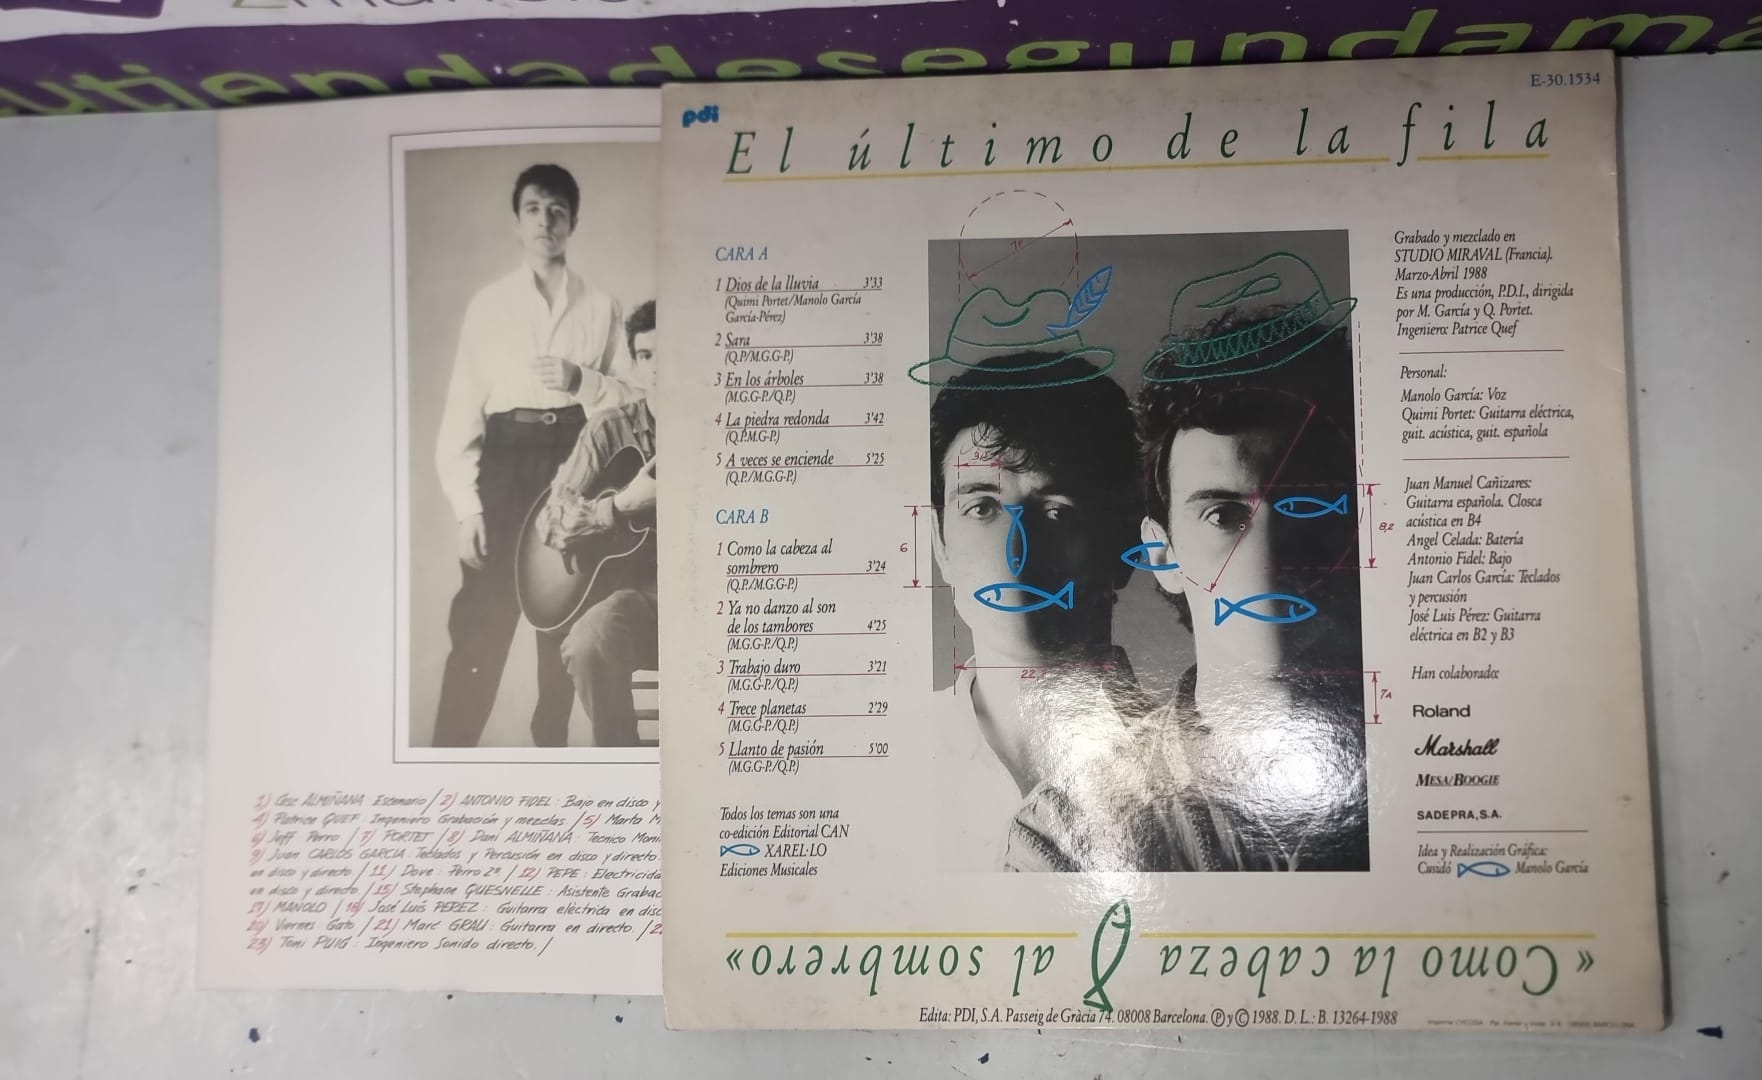 utiendadesegundama
pdi
E-30.1534
El último de la fila
CARA A
1 Dios de la lluvia 3'33
(Quimi Portet/Manolo García
García-Pérez)
2 Sara 3'38
(Q.P/M.G.G-P.)
3 En los árboles 3'38
(M.G.G-P./Q.P.)
4 La piedra redonda 3'42
(Q.P.M.G-P.)
5 A veces se enciende 5'25
(Q.P./M.G.G-P.)
CARA B
1 Como la cabeza al
sombrero 3'24
(Q.P./M.G.G-P.)
2 Ya no danzo al son
de los tambores 4'25
(M.G.G-P./Q.P.)
3 Trabajo duro 3'21
(M.G.G-P./Q.P.)
4 Trece planetas 2'29
(M.G.G-P./Q.P.)
5 Llanto de pasión 5'00
(M.G.G-P./Q.P.)
Todos los temas son una
co-edición Editorial CAN
XAREL·LO
Ediciones Musicales
6
8,2
Grabado y mezclado en
STUDIO MIRAVAL (Francia).
Marzo-Abril 1988
Es una producción, P.D.I., dirigida
por M. García y Q. Portet.
Ingeniero: Patrice Quef
Personal:
Manolo García: Voz
Quimi Portet: Guitarra eléctrica,
guit. acústica, guit. española
Juan Manuel Cañizares:
Guitarra española. Closca
acústica en B4
Angel Celada: Batería
Antonio Fidel: Bajo
Juan Carlos García: Teclados
y percusión
José Luis Pérez: Guitarra
eléctrica en B2 y B3
Han colaborado:
Roland
Marshall
MESA/BOOGIE
SADEPRA, S.A.
Idea y Realización Gráfica:
Cusidó Manolo García
«Como la cabeza al sombrero»
Edita: PDI, S.A. Passeig de Gràcia 74. 08008 Barcelona. Ⓟ y © 1988. D. L.: B. 13264-1988
1) Cesc ALMIÑANA Escenario / 2) ANTONIO FIDEL: Bajo en disco y
4) Patrice QUEF Ingeniero Grabación y mezclas. / 5) Marta M
6) Jeff Perro / 7) PORTET / 8) Dani ALMIÑANA: Tecnico Moni
9) Juan CARLOS GARCIA Teclados y Percusión en disco y directo
en disco y directo / 11) Dave: Perro 2º / 12) PEPE: Electricida
en disco y directo / 15) Stephane QUESNELLE: Asistente Grabac
17) MANOLO / 18) José Luís PEREZ: Guitarra elèctrica en disc
20) Viernes Gato / 21) Marc GRAU: Guitarra en directo. / 2
23) Toni PUIG: Ingeniero Sonido directo. /